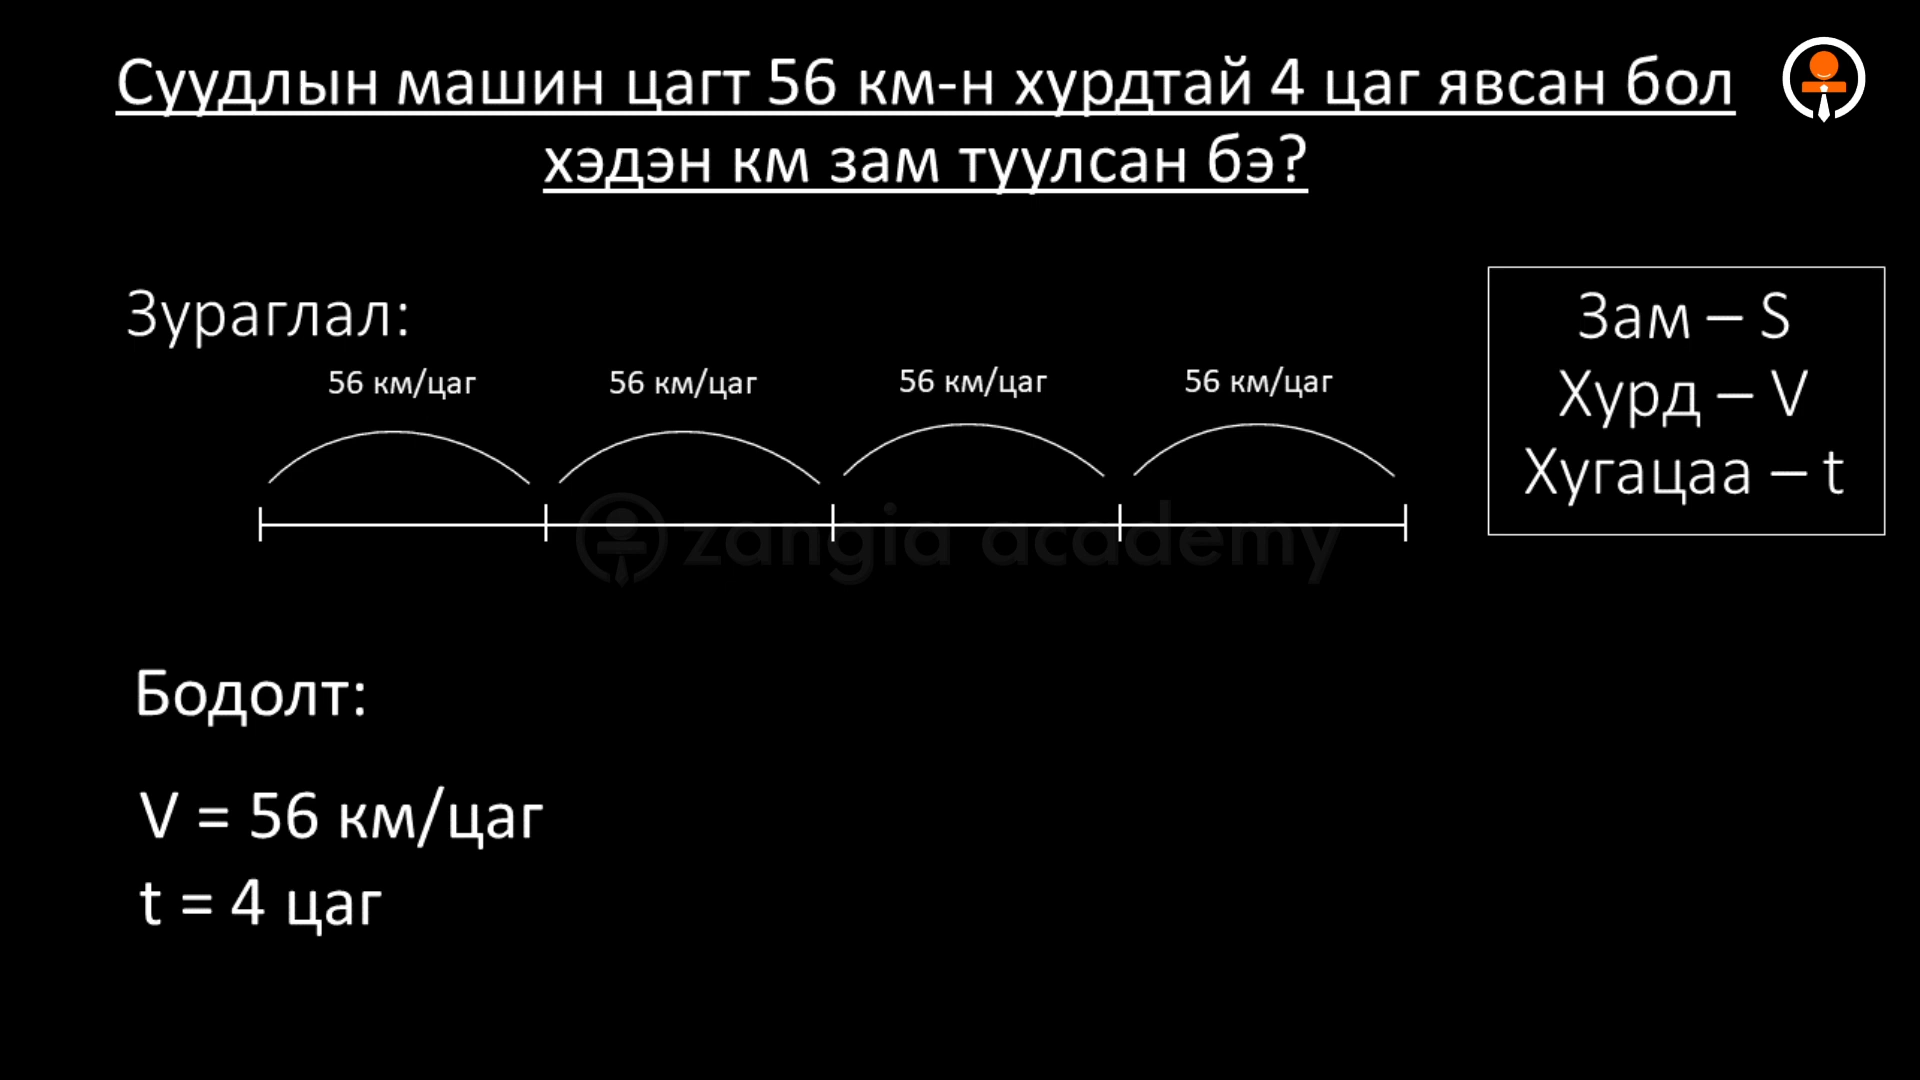 Суудлын машин цагт 56 км-н хурдтай 4 цаг явсан бол
хэдэн км зам туулсан бэ?
Зураглал:
56 км/цаг
56 км/цаг
56 км/цаг
56 км/цаг
Зам – S
Хурд – V
Хугацаа – t
zangia academy
Бодолт:
V = 56 км/цаг
t = 4 цаг